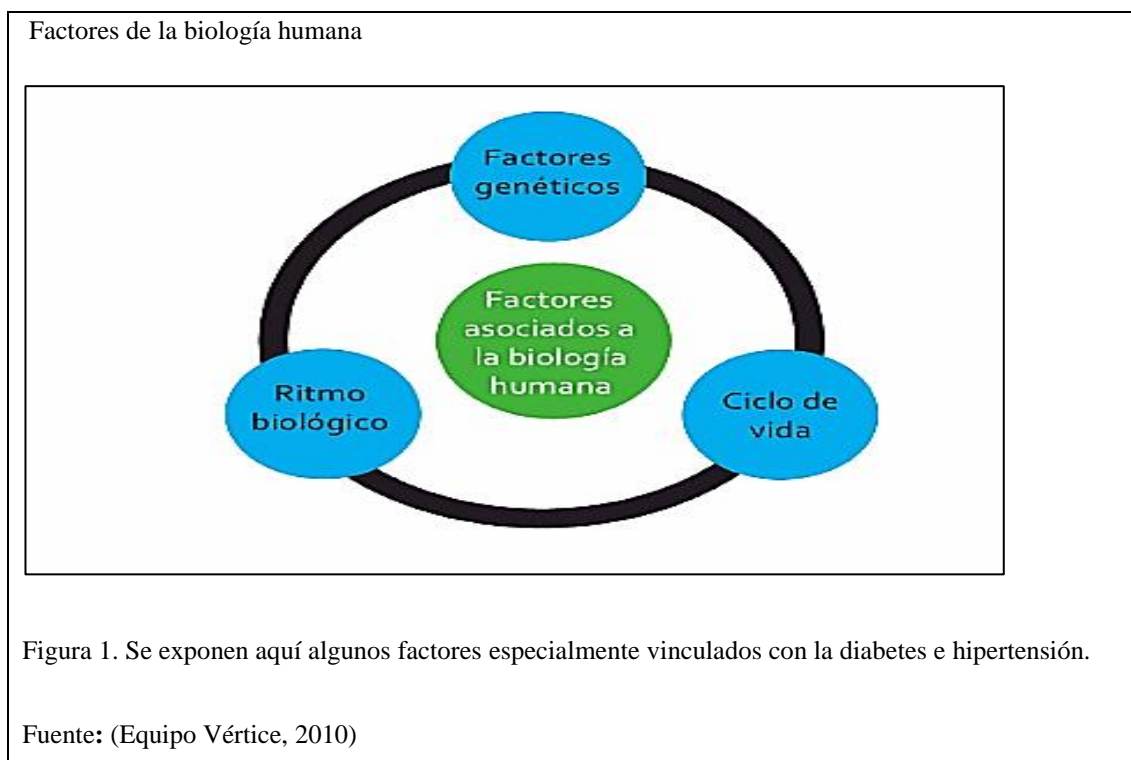 Factores de la biología humana
Factores
genéticos
Factores
asociados a
la biología
humana
Ritmo
biológico
Ciclo de
vida
Figura 1. Se exponen aquí algunos factores especialmente vinculados con la diabetes e hipertensión.
Fuente: (Equipo Vértice, 2010)